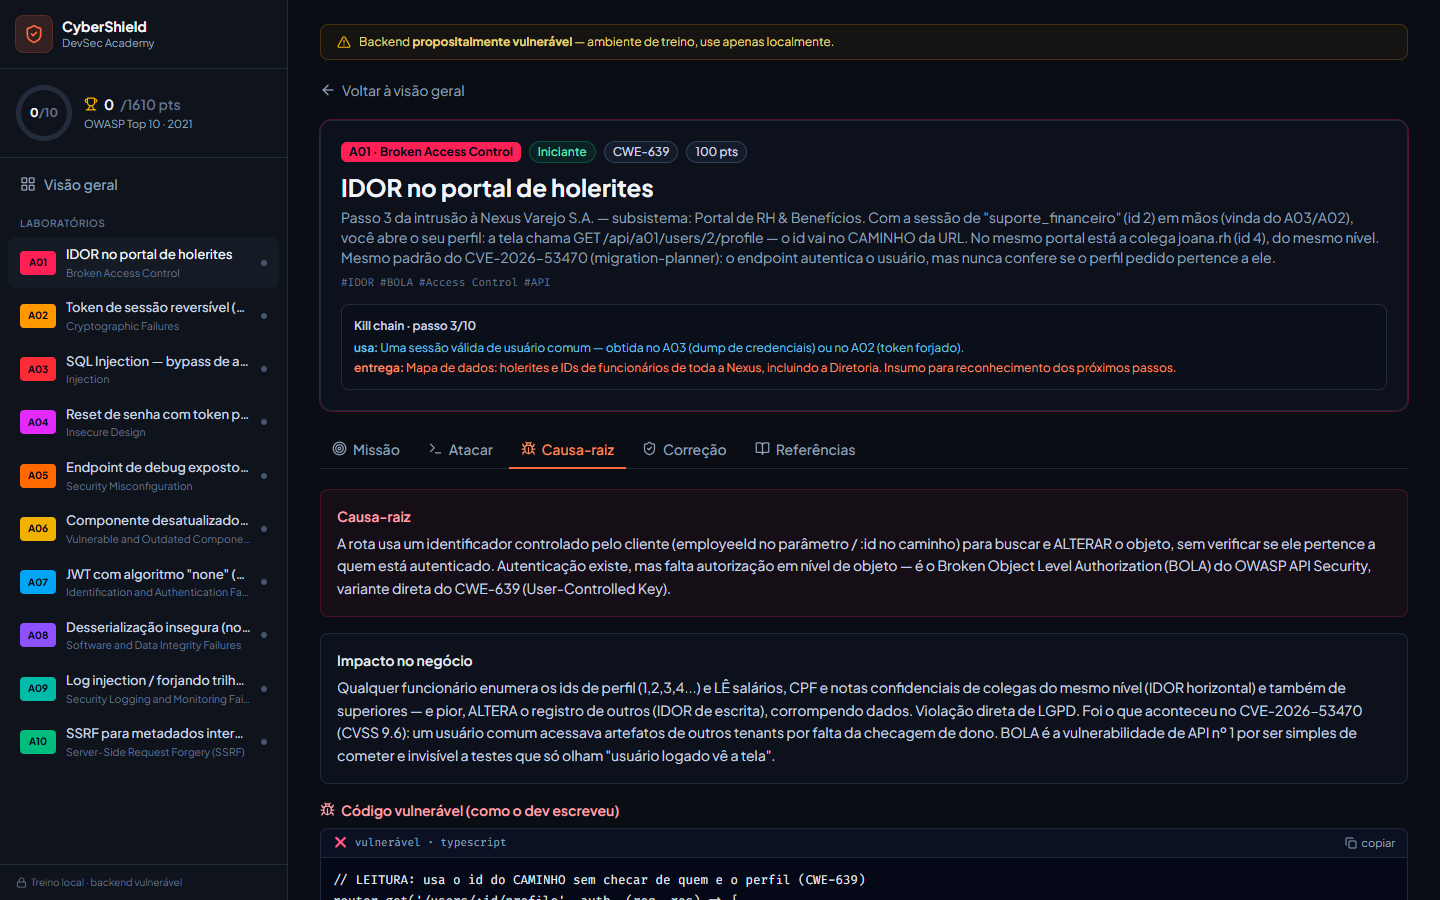 CyberShield
DevSec Academy
0/10
0 /1610 pts
OWASP Top 10 · 2021
Visão geral
LABORATÓRIOS
A01 IDOR no portal de holerites
Broken Access Control
A02 Token de sessão reversível (...
Cryptographic Failures
A03 SQL Injection — bypass de a...
Injection
A04 Reset de senha com token p...
Insecure Design
A05 Endpoint de debug exposto...
Security Misconfiguration
A06 Componente desatualizado...
Vulnerable and Outdated Compone...
A07 JWT com algoritmo "none" (...
Identification and Authentication Fa...
A08 Desserialização insegura (no...
Software and Data Integrity Failures
A09 Log injection / forjando trilh...
Security Logging and Monitoring Fai...
A10 SSRF para metadados inter...
Server-Side Request Forgery (SSRF)
Treino local · backend vulnerável
Backend propositalmente vulnerável — ambiente de treino, use apenas localmente.
Voltar à visão geral
A01 · Broken Access Control Iniciante CWE-639 100 pts
IDOR no portal de holerites
Passo 3 da intrusão à Nexus Varejo S.A. — subsistema: Portal de RH & Benefícios. Com a sessão de "suporte_financeiro" (id 2) em mãos (vinda do A03/A02),
você abre o seu perfil: a tela chama GET /api/a01/users/2/profile — o id vai no CAMINHO da URL. No mesmo portal está a colega joana.rh (id 4), do mesmo nível.
Mesmo padrão do CVE-2026-53470 (migration-planner): o endpoint autentica o usuário, mas nunca confere se o perfil pedido pertence a ele.
#IDOR #BOLA #Access Control #API
Kill chain · passo 3/10
usa: Uma sessão válida de usuário comum — obtida no A03 (dump de credenciais) ou no A02 (token forjado).
entrega: Mapa de dados: holerites e IDs de funcionários de toda a Nexus, incluindo a Diretoria. Insumo para reconhecimento dos próximos passos.
Missão Atacar Causa-raiz Correção Referências
Causa-raiz
A rota usa um identificador controlado pelo cliente (employeeId no parâmetro / :id no caminho) para buscar e ALTERAR o objeto, sem verificar se ele pertence a
quem está autenticado. Autenticação existe, mas falta autorização em nível de objeto — é o Broken Object Level Authorization (BOLA) do OWASP API Security,
variante direta do CWE-639 (User-Controlled Key).
Impacto no negócio
Qualquer funcionário enumera os ids de perfil (1,2,3,4...) e LÊ salários, CPF e notas confidenciais de colegas do mesmo nível (IDOR horizontal) e também de
superiores — e pior, ALTERA o registro de outros (IDOR de escrita), corrompendo dados. Violação direta de LGPD. Foi o que aconteceu no CVE-2026-53470
(CVSS 9.6): um usuário comum acessava artefatos de outros tenants por falta da checagem de dono. BOLA é a vulnerabilidade de API nº 1 por ser simples de
cometer e invisível a testes que só olham "usuário logado vê a tela".
Código vulnerável (como o dev escreveu)
vulnerável · typescript
copiar
// LEITURA: usa o id do CAMINHO sem checar de quem e o perfil (CWE-639)
router.get('/users/:id/profile', auth, (req, res) => {